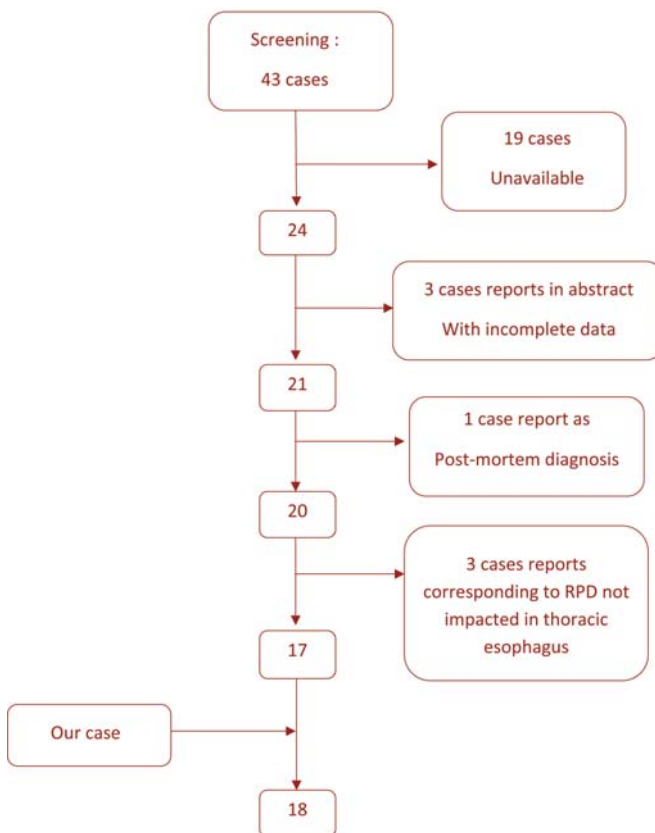 Screening :
43 cases
19 cases
Unavailable
24
3 cases reports in abstract
With incomplete data
21
1 case report as
Post-mortem diagnosis
20
3 cases reports
corresponding to RPD not
impacted in thoracic
esophagus
17
Our case
18